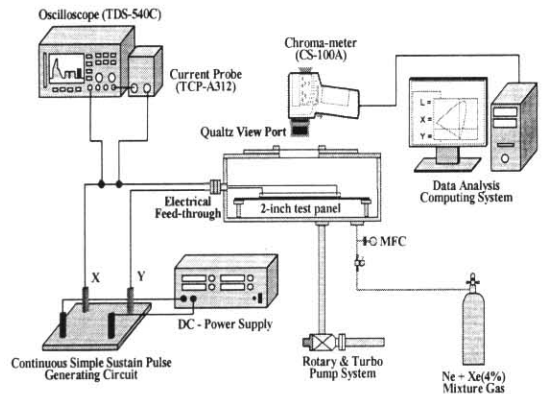 Oscilloscope (TDS-540C)
Current Probe
(TCP-A312)
Chroma-meter
(CS-100A)
Qualtz View Port
L =
X =
Y =
Data Analysis
Computing System
Electrical
Feed-through
2-inch test panel
MFC
X
Y
DC - Power Supply
Continuous Simple Sustain Pulse
Generating Circuit
Rotary & Turbo
Pump System
Ne + Xe(4%)
Mixture Gas